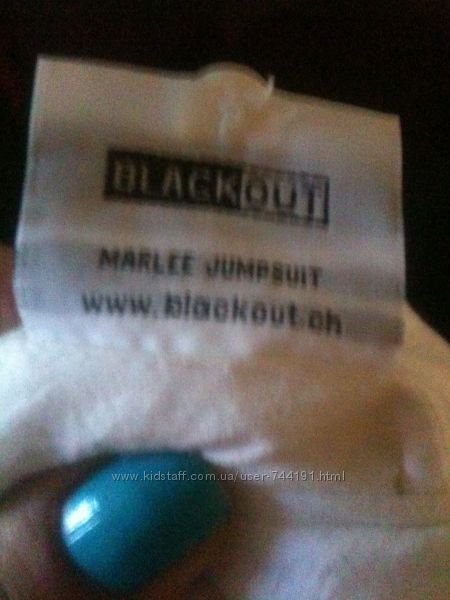 BLACKOUT
MARLEE JUMPSUIT
www.blackout.ch
www.kidstaff.com.ua/user-744191.html